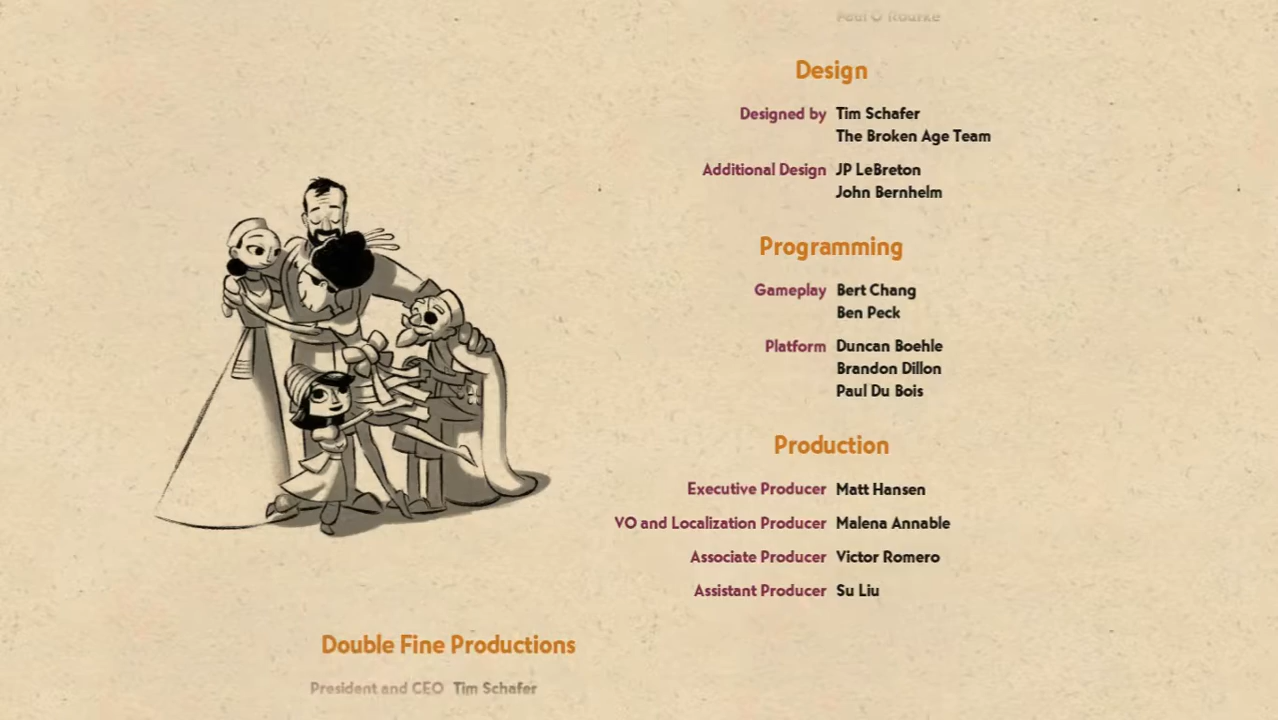 Paul O'Rourke
Design
Designed by Tim Schafer
The Broken Age Team
Additional Design JP LeBreton
John Bernhelm
Programming
Gameplay Bert Chang
Ben Peck
Platform Duncan Boehle
Brandon Dillon
Paul Du Bois
Production
Executive Producer Matt Hansen
VO and Localization Producer Malena Annable
Associate Producer Victor Romero
Assistant Producer Su Liu
Double Fine Productions
President and CEO Tim Schafer